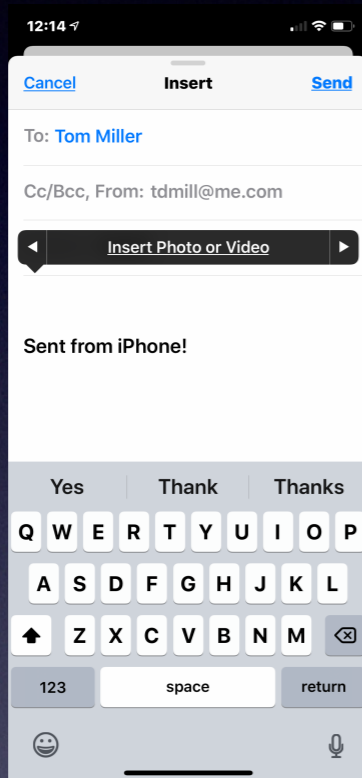 12:14
Cancel Insert Send
To: Tom Miller
Cc/Bcc, From: tdmill@me.com
Insert Photo or Video
Sent from iPhone!
Yes Thank Thanks
Q W E R T Y U I O P
A S D F G H J K L
Z X C V B N M
123 space return